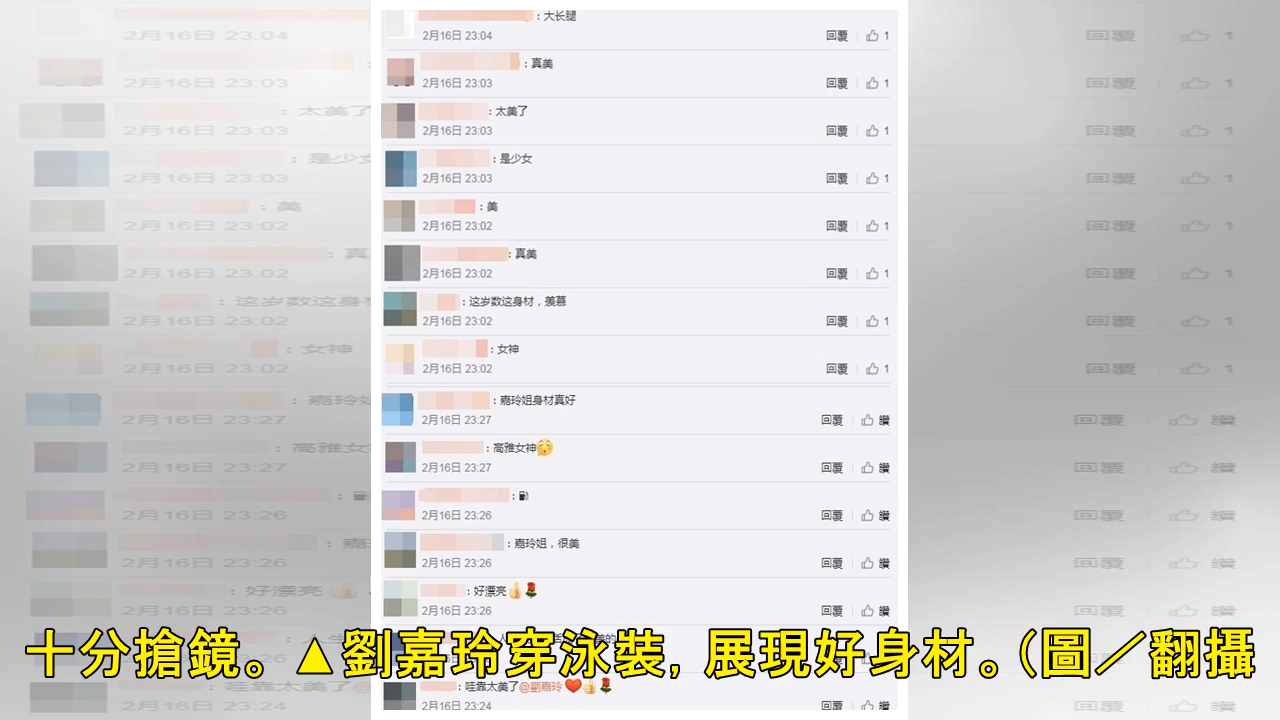 ：大长腿
2月16日 23:04 回覆 1
：真美
2月16日 23:03 回覆 1
：太美了
2月16日 23:03 回覆 1
：是少女
2月16日 23:03 回覆 1
：美
2月16日 23:02 回覆 1
：真美
2月16日 23:02 回覆 1
：这岁数这身材，羡慕
2月16日 23:02 回覆 1
：女神
2月16日 23:02 回覆 1
：嘉玲姐身材真好
2月16日 23:27 回覆 讚
：高雅女神
2月16日 23:27 回覆 讚
：
2月16日 23:26 回覆 讚
：嘉玲姐，很美
2月16日 23:26 回覆 讚
：好漂亮
2月16日 23:26 回覆 讚
十分搶鏡。▲劉嘉玲穿泳裝，展現好身材。（圖／翻攝
：哇靠太美了@劉嘉玲
2月16日 23:24 回覆 讚